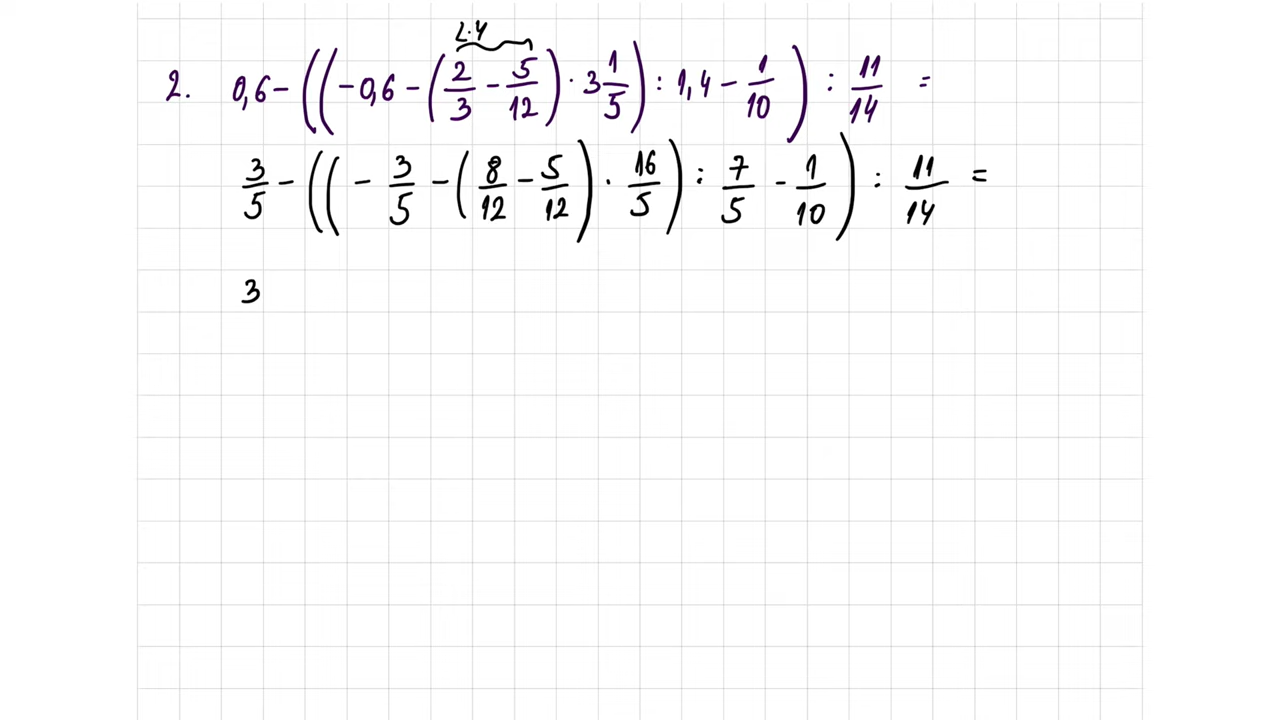 2·4
2. 0,6 - ((-0,6 - (2/3 - 5/12) · 3 1/5) : 1,4 - 1/10) : 11/14 =
3/5 - ((- 3/5 - (8/12 - 5/12) · 16/5) : 7/5 - 1/10) : 11/14 =
3